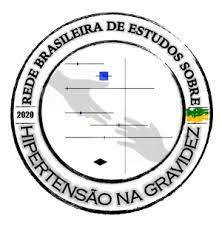 REDE BRASILEIRA DE ESTUDOS SOBRE
2020
HIPERTENSÃO NA GRAVIDEZ